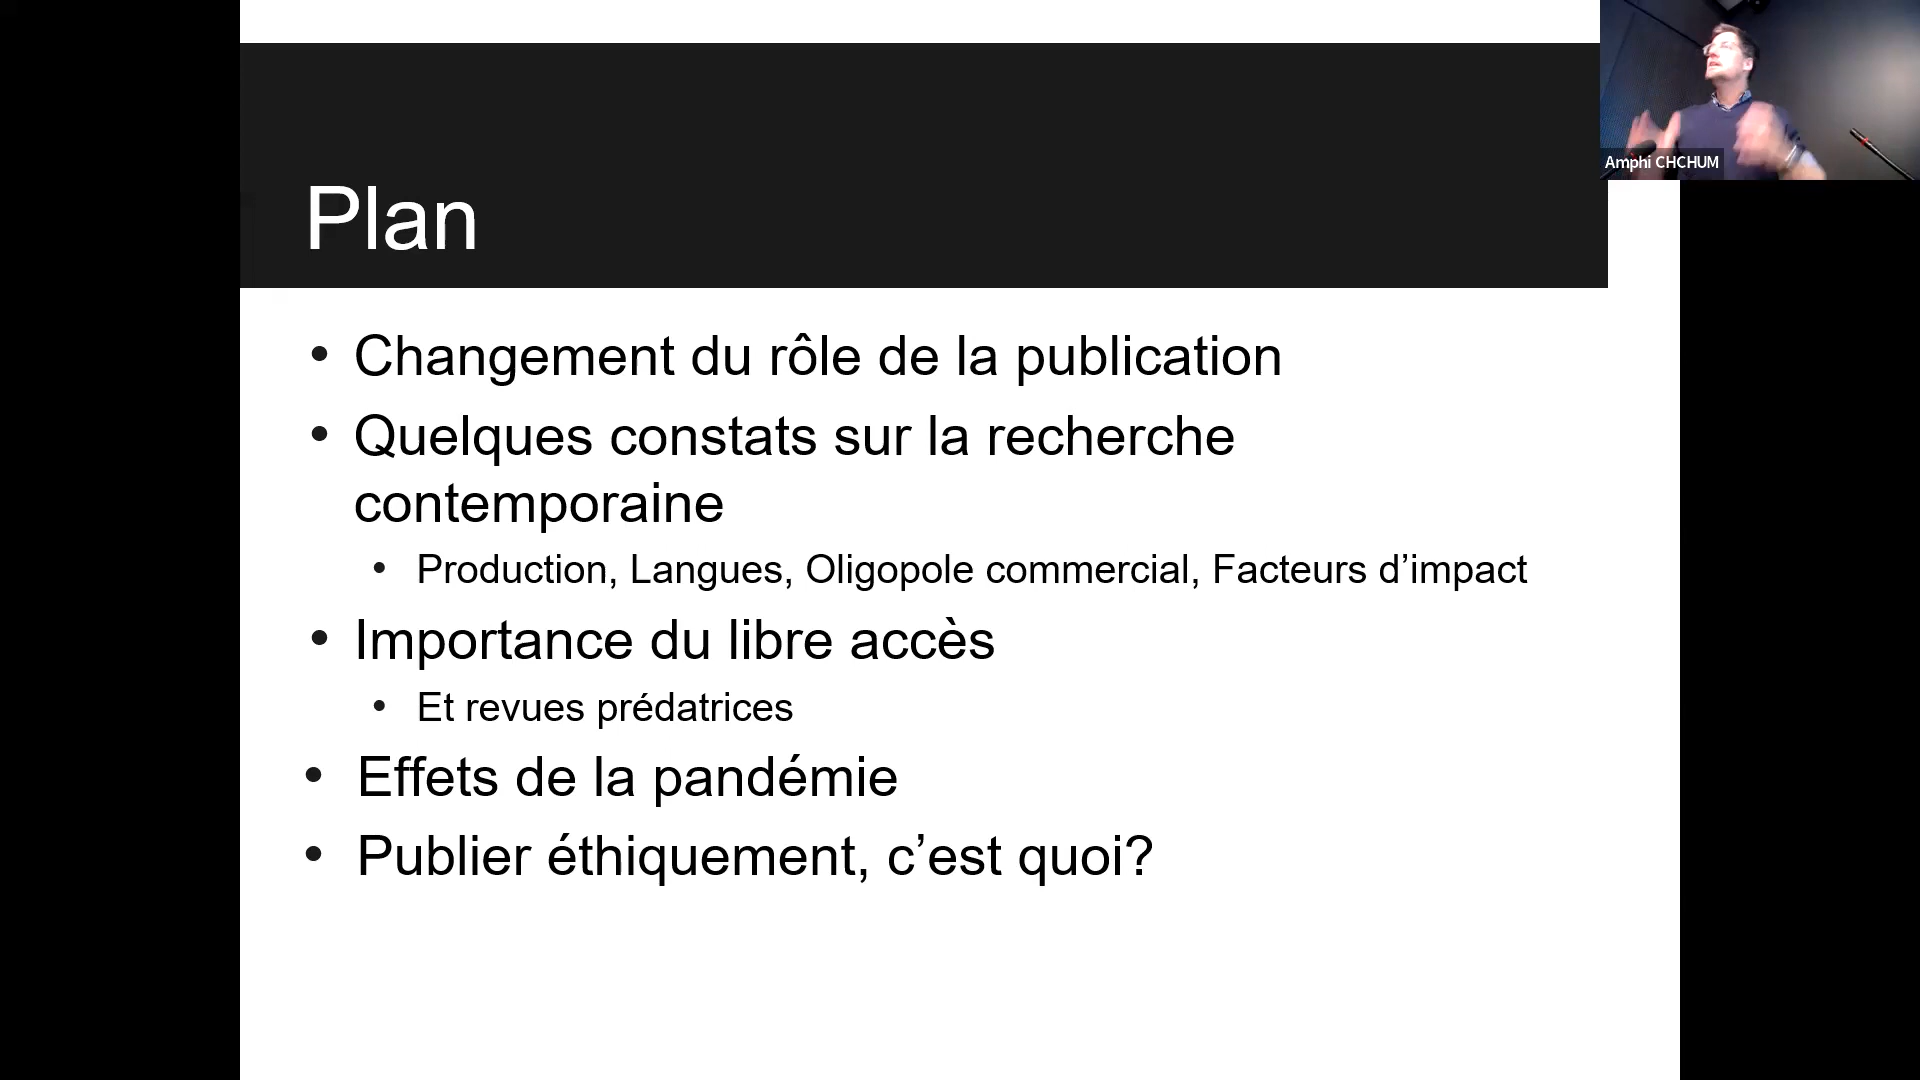 Amphi CHCHUM
Plan
• Changement du rôle de la publication
• Quelques constats sur la recherche
contemporaine
• Production, Langues, Oligopole commercial, Facteurs d’impact
• Importance du libre accès
• Et revues prédatrices
• Effets de la pandémie
• Publier éthiquement, c’est quoi?